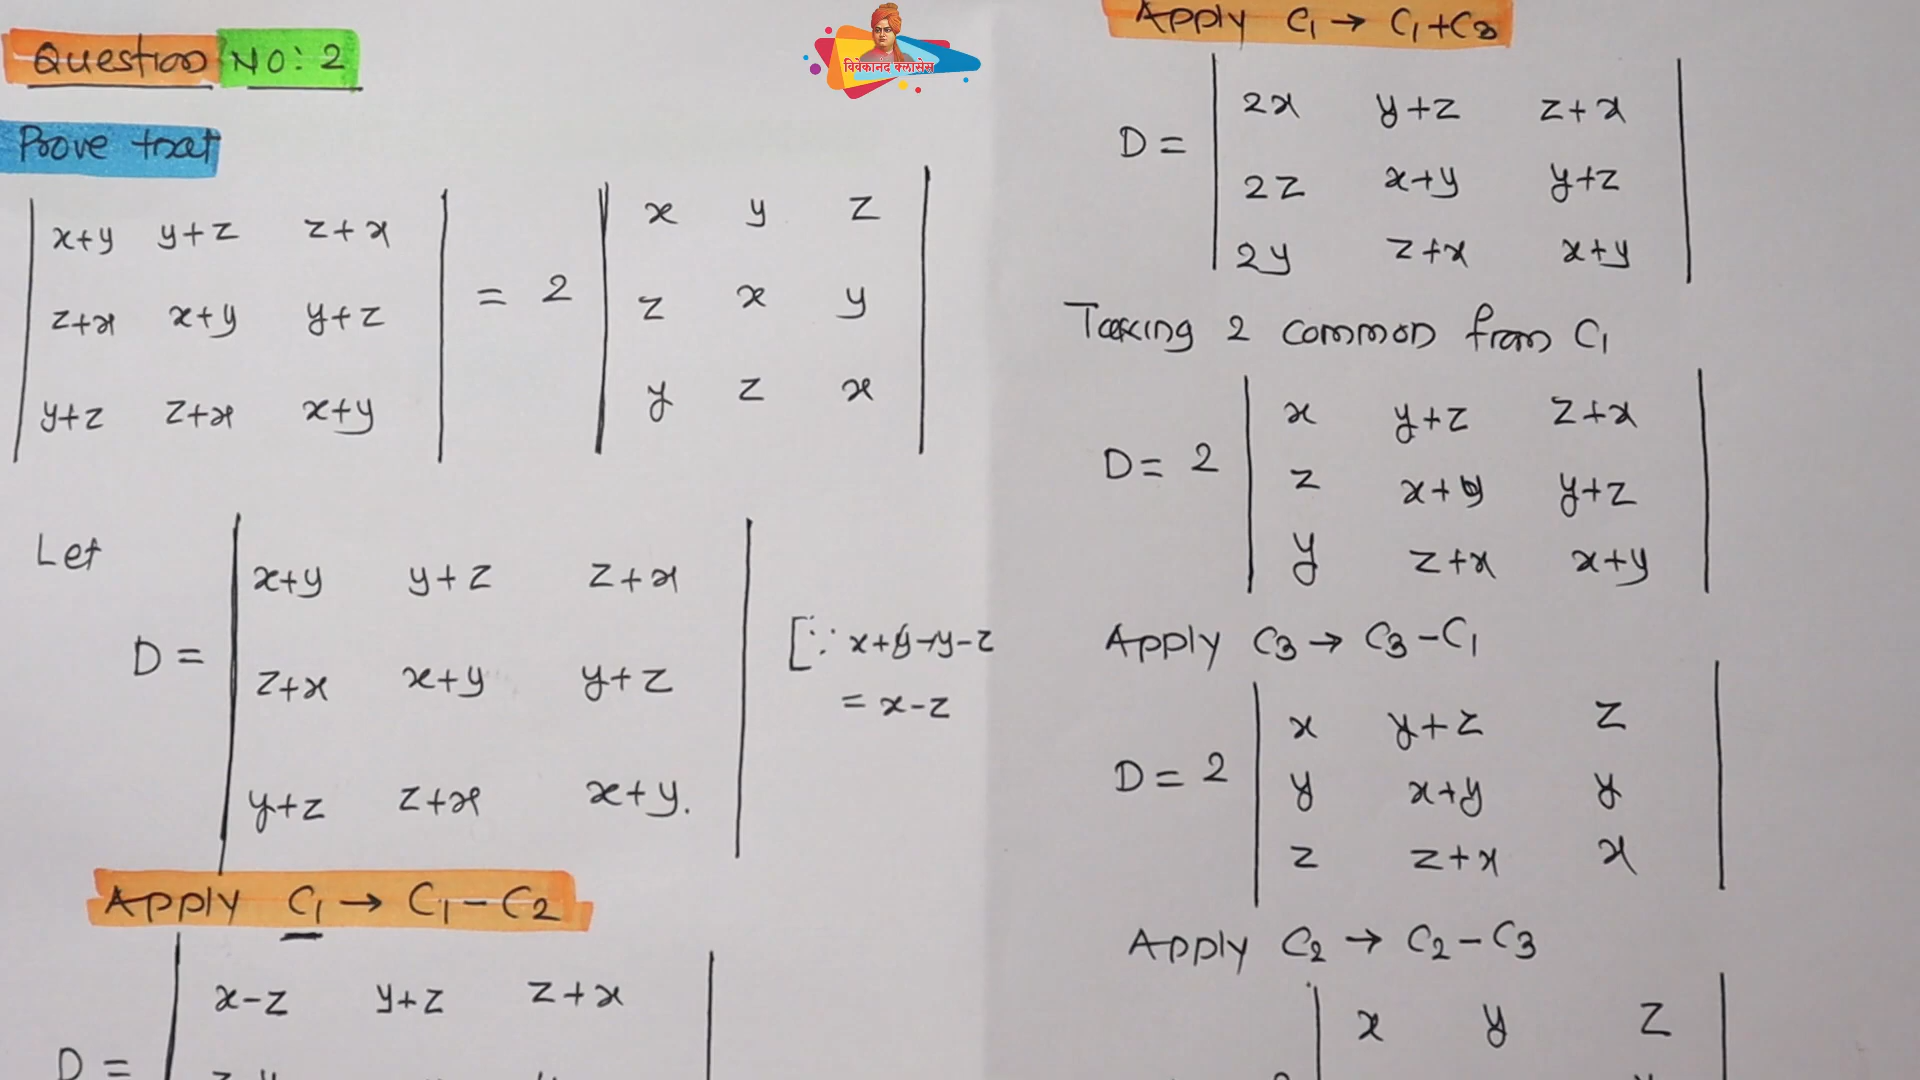 Question NO: 2
Prove that
| x+y y+z z+x |
| z+x x+y y+z |
| y+z z+x x+y |
= 2
| x y z |
| z x y |
| y z x |
Let
D =
| x+y y+z z+x |
| z+x x+y y+z |
| y+z z+x x+y. |
[∵ x+y-y-z
= x-z
Apply C1 → C1-C2
D =
| x-z y+z z+x |
विवेकानंद क्लासेस
Apply C1 → C1+C3
D =
| 2x y+z z+x |
| 2z x+y y+z |
| 2y z+x x+y |
Taking 2 common from C1
D = 2
| x y+z z+x |
| z x+y y+z |
| y z+x x+y |
Apply C3 → C3-C1
D = 2
| x y+z z |
| y x+y y |
| z z+x x |
Apply C2 → C2-C3
| x y z |